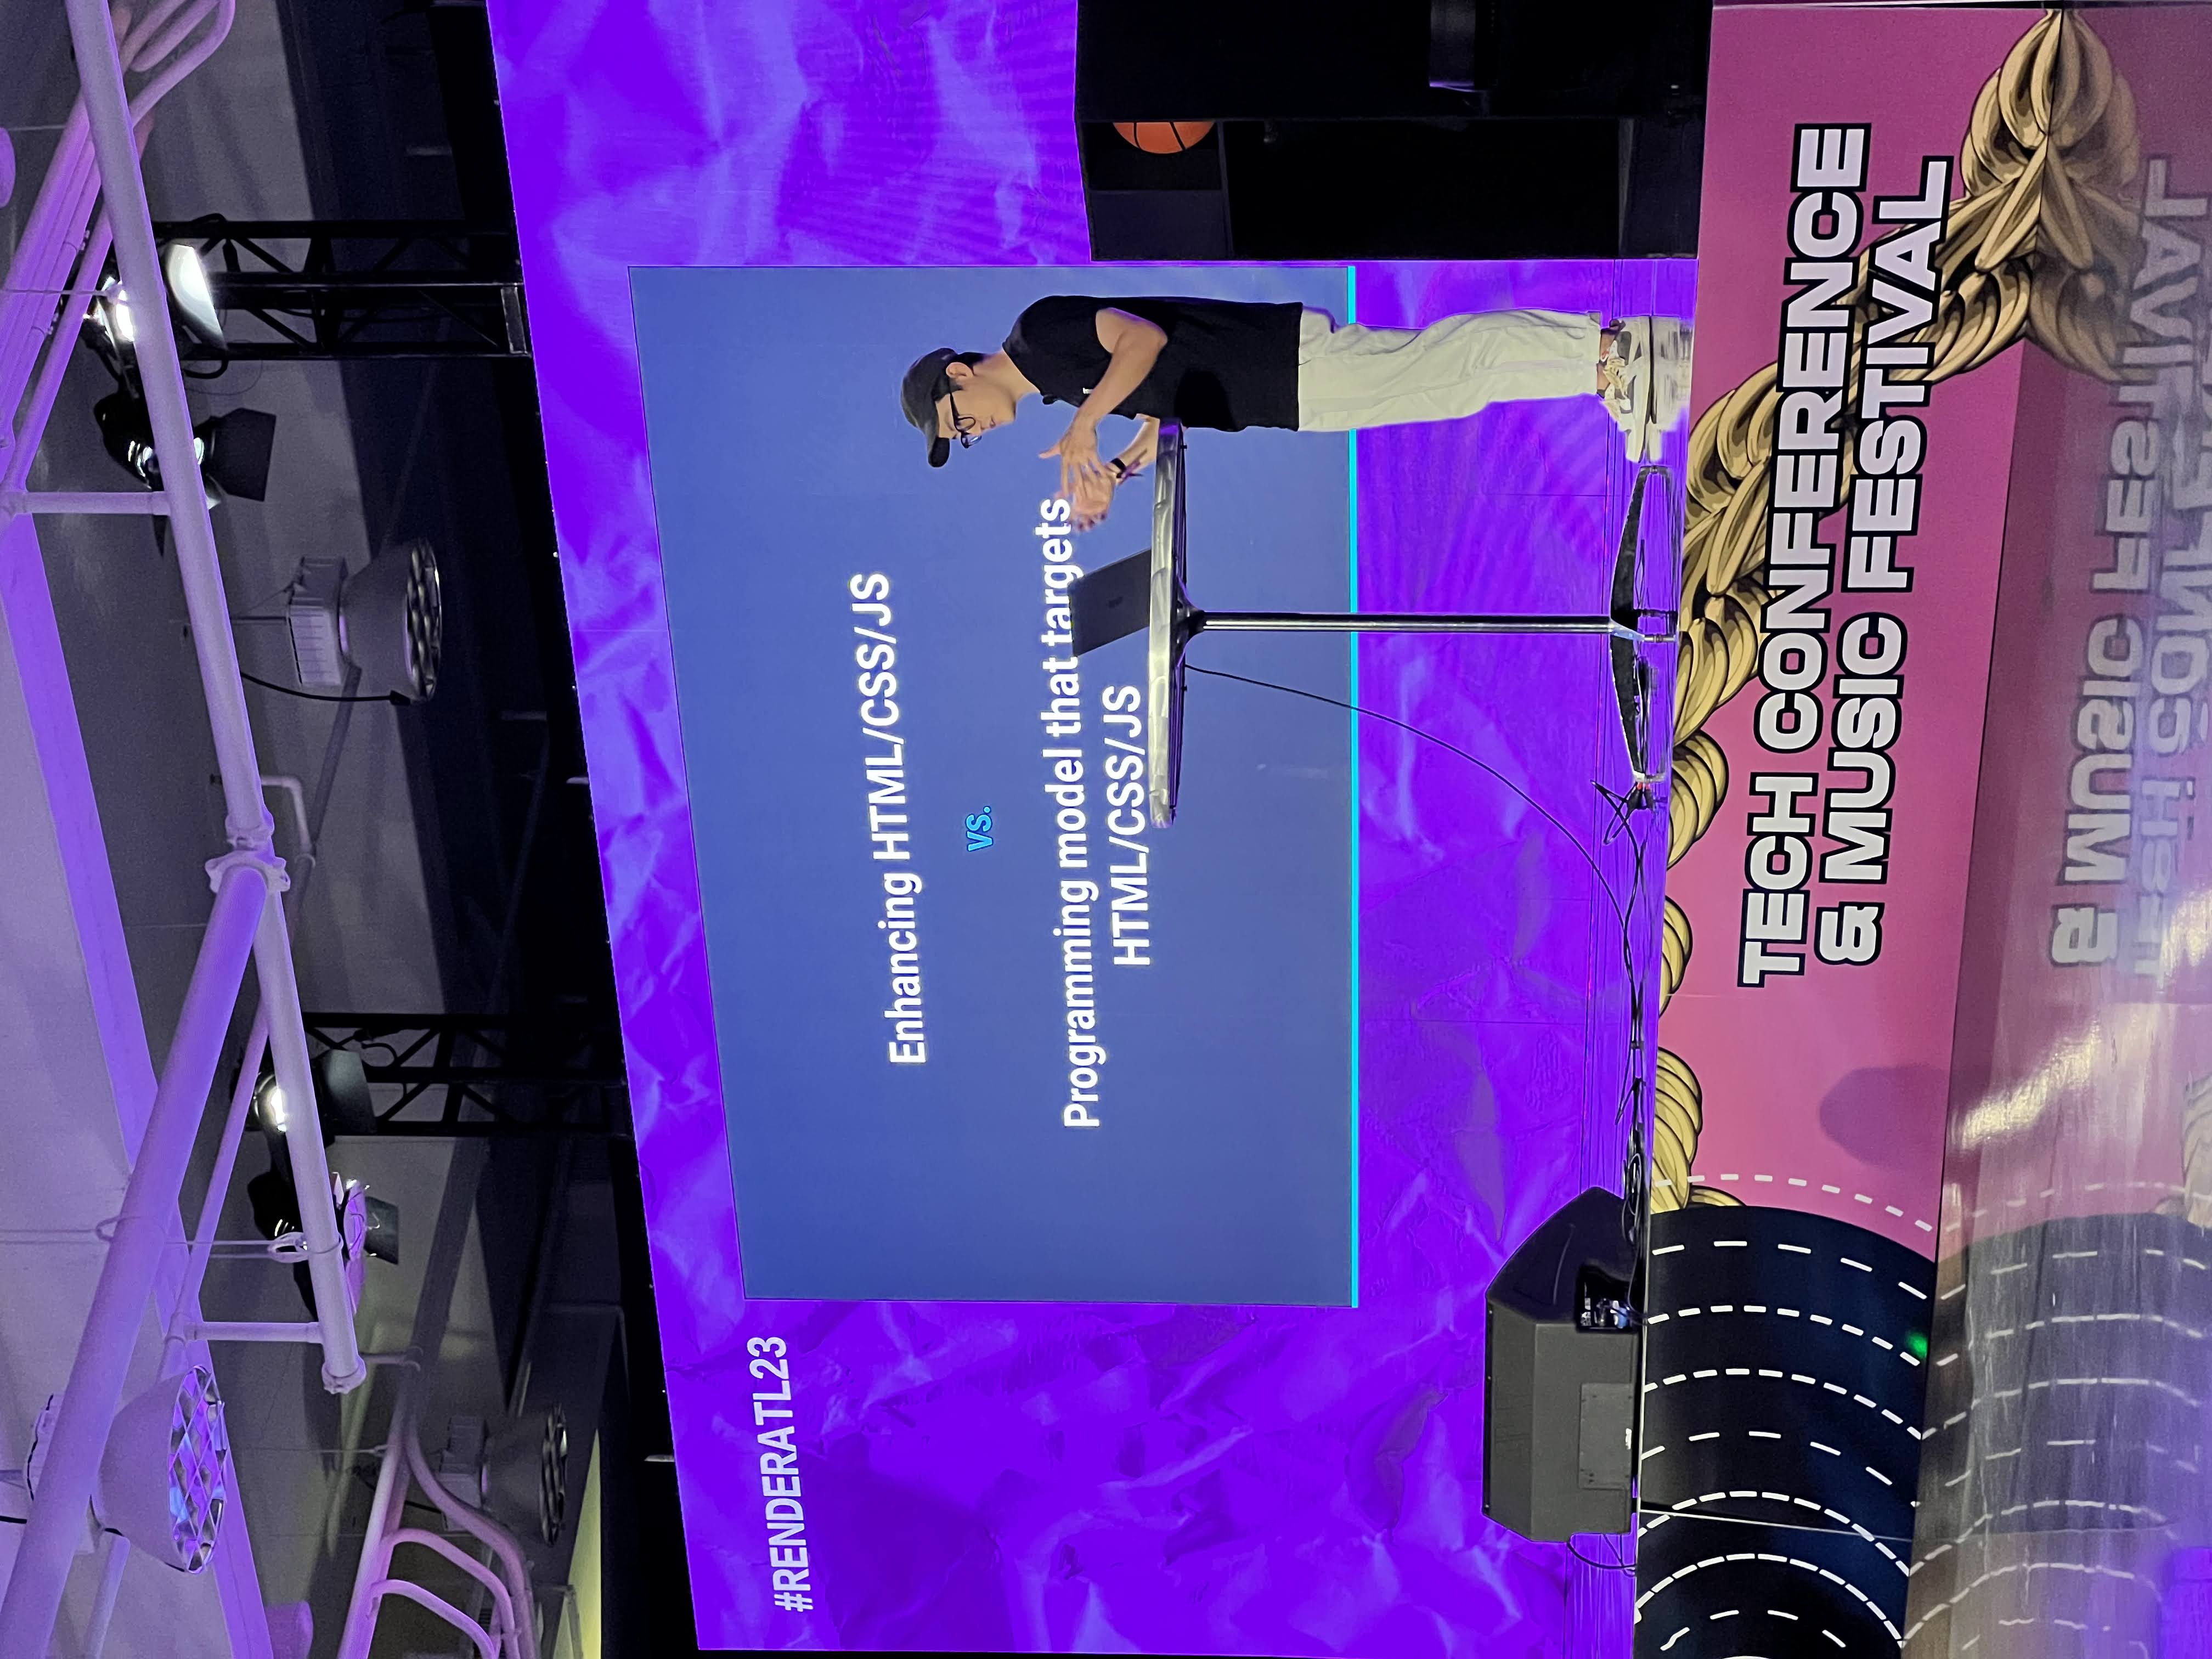 #RENDERATL23
Enhancing HTML/CSS/JS
vs.
Programming model that targets
HTML/CSS/JS
TECH CONFERENCE
& MUSIC FESTIVAL